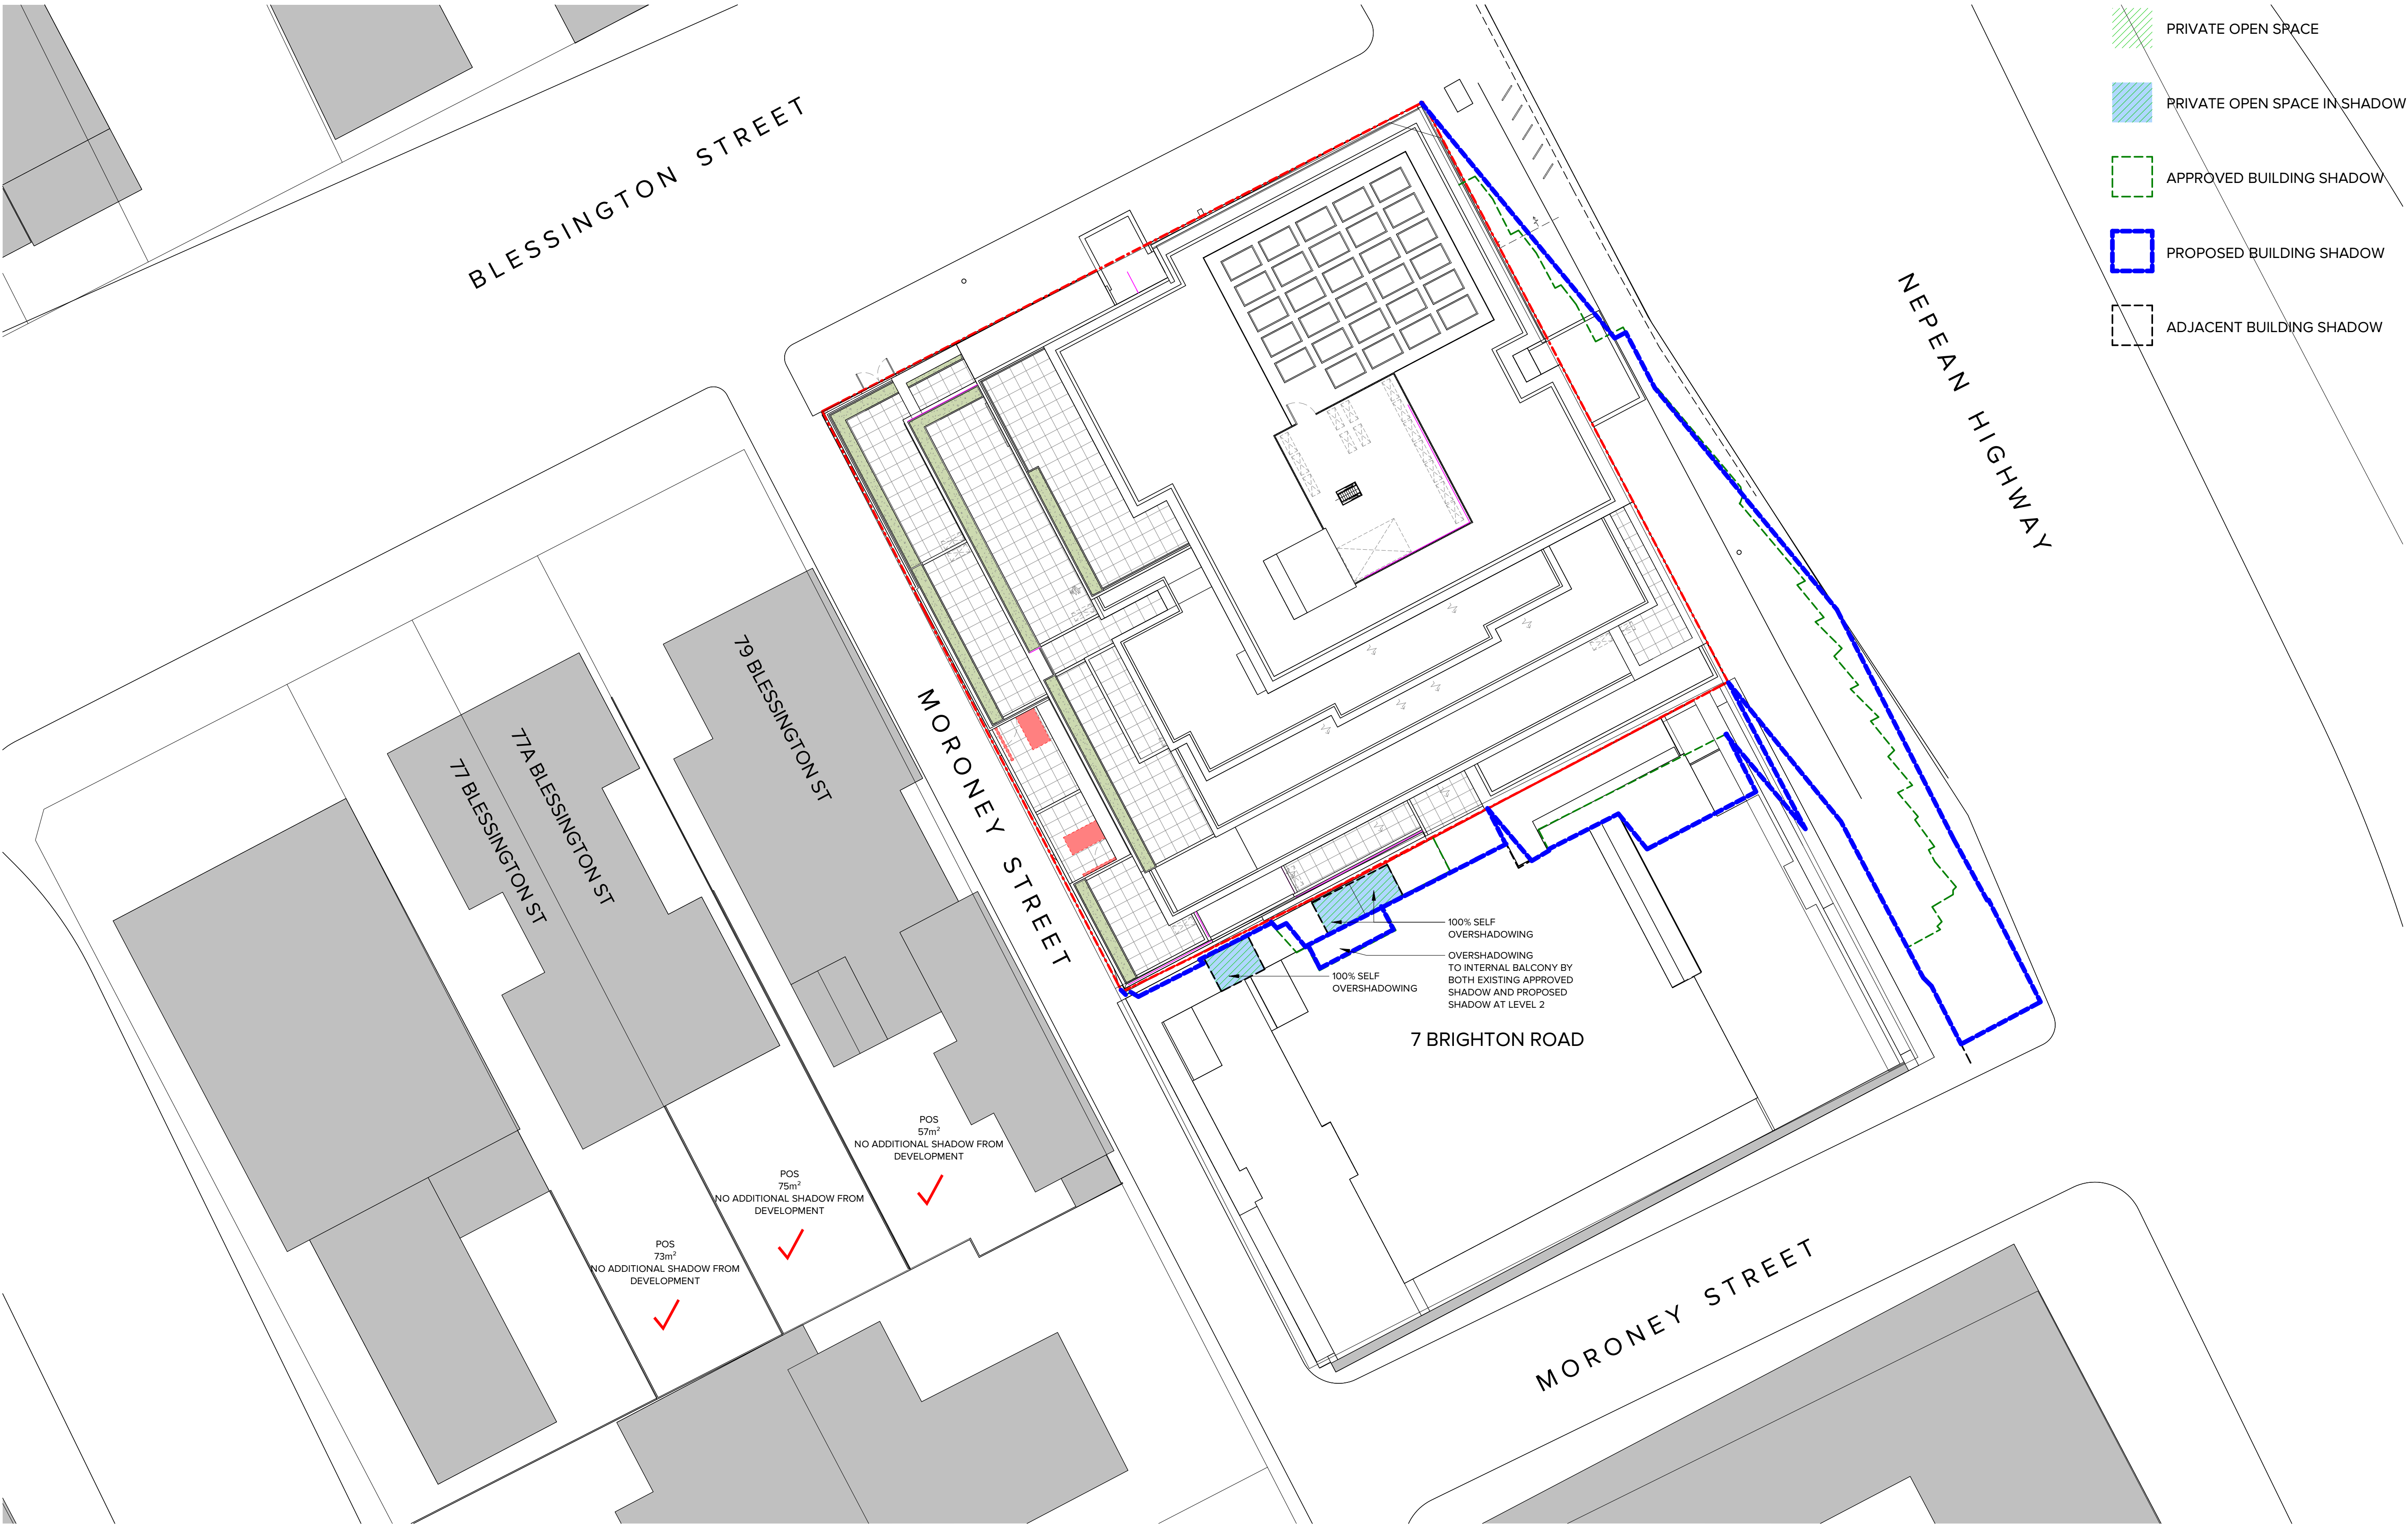 PRIVATE OPEN SPACE
PRIVATE OPEN SPACE IN SHADOW
APPROVED BUILDING SHADOW
PROPOSED BUILDING SHADOW
ADJACENT BUILDING SHADOW
BLESSINGTON STREET
NEPEAN HIGHWAY
79 BLESSINGTON ST
77A BLESSINGTON ST
77 BLESSINGTON ST
MORONEY STREET
100% SELF
OVERSHADOWING
OVERSHADOWING
TO INTERNAL BALCONY BY
BOTH EXISTING APPROVED
SHADOW AND PROPOSED
SHADOW AT LEVEL 2
100% SELF
OVERSHADOWING
7 BRIGHTON ROAD
POS
57m²
NO ADDITIONAL SHADOW FROM
DEVELOPMENT
POS
75m²
NO ADDITIONAL SHADOW FROM
DEVELOPMENT
POS
73m²
NO ADDITIONAL SHADOW FROM
DEVELOPMENT
MORONEY STREET